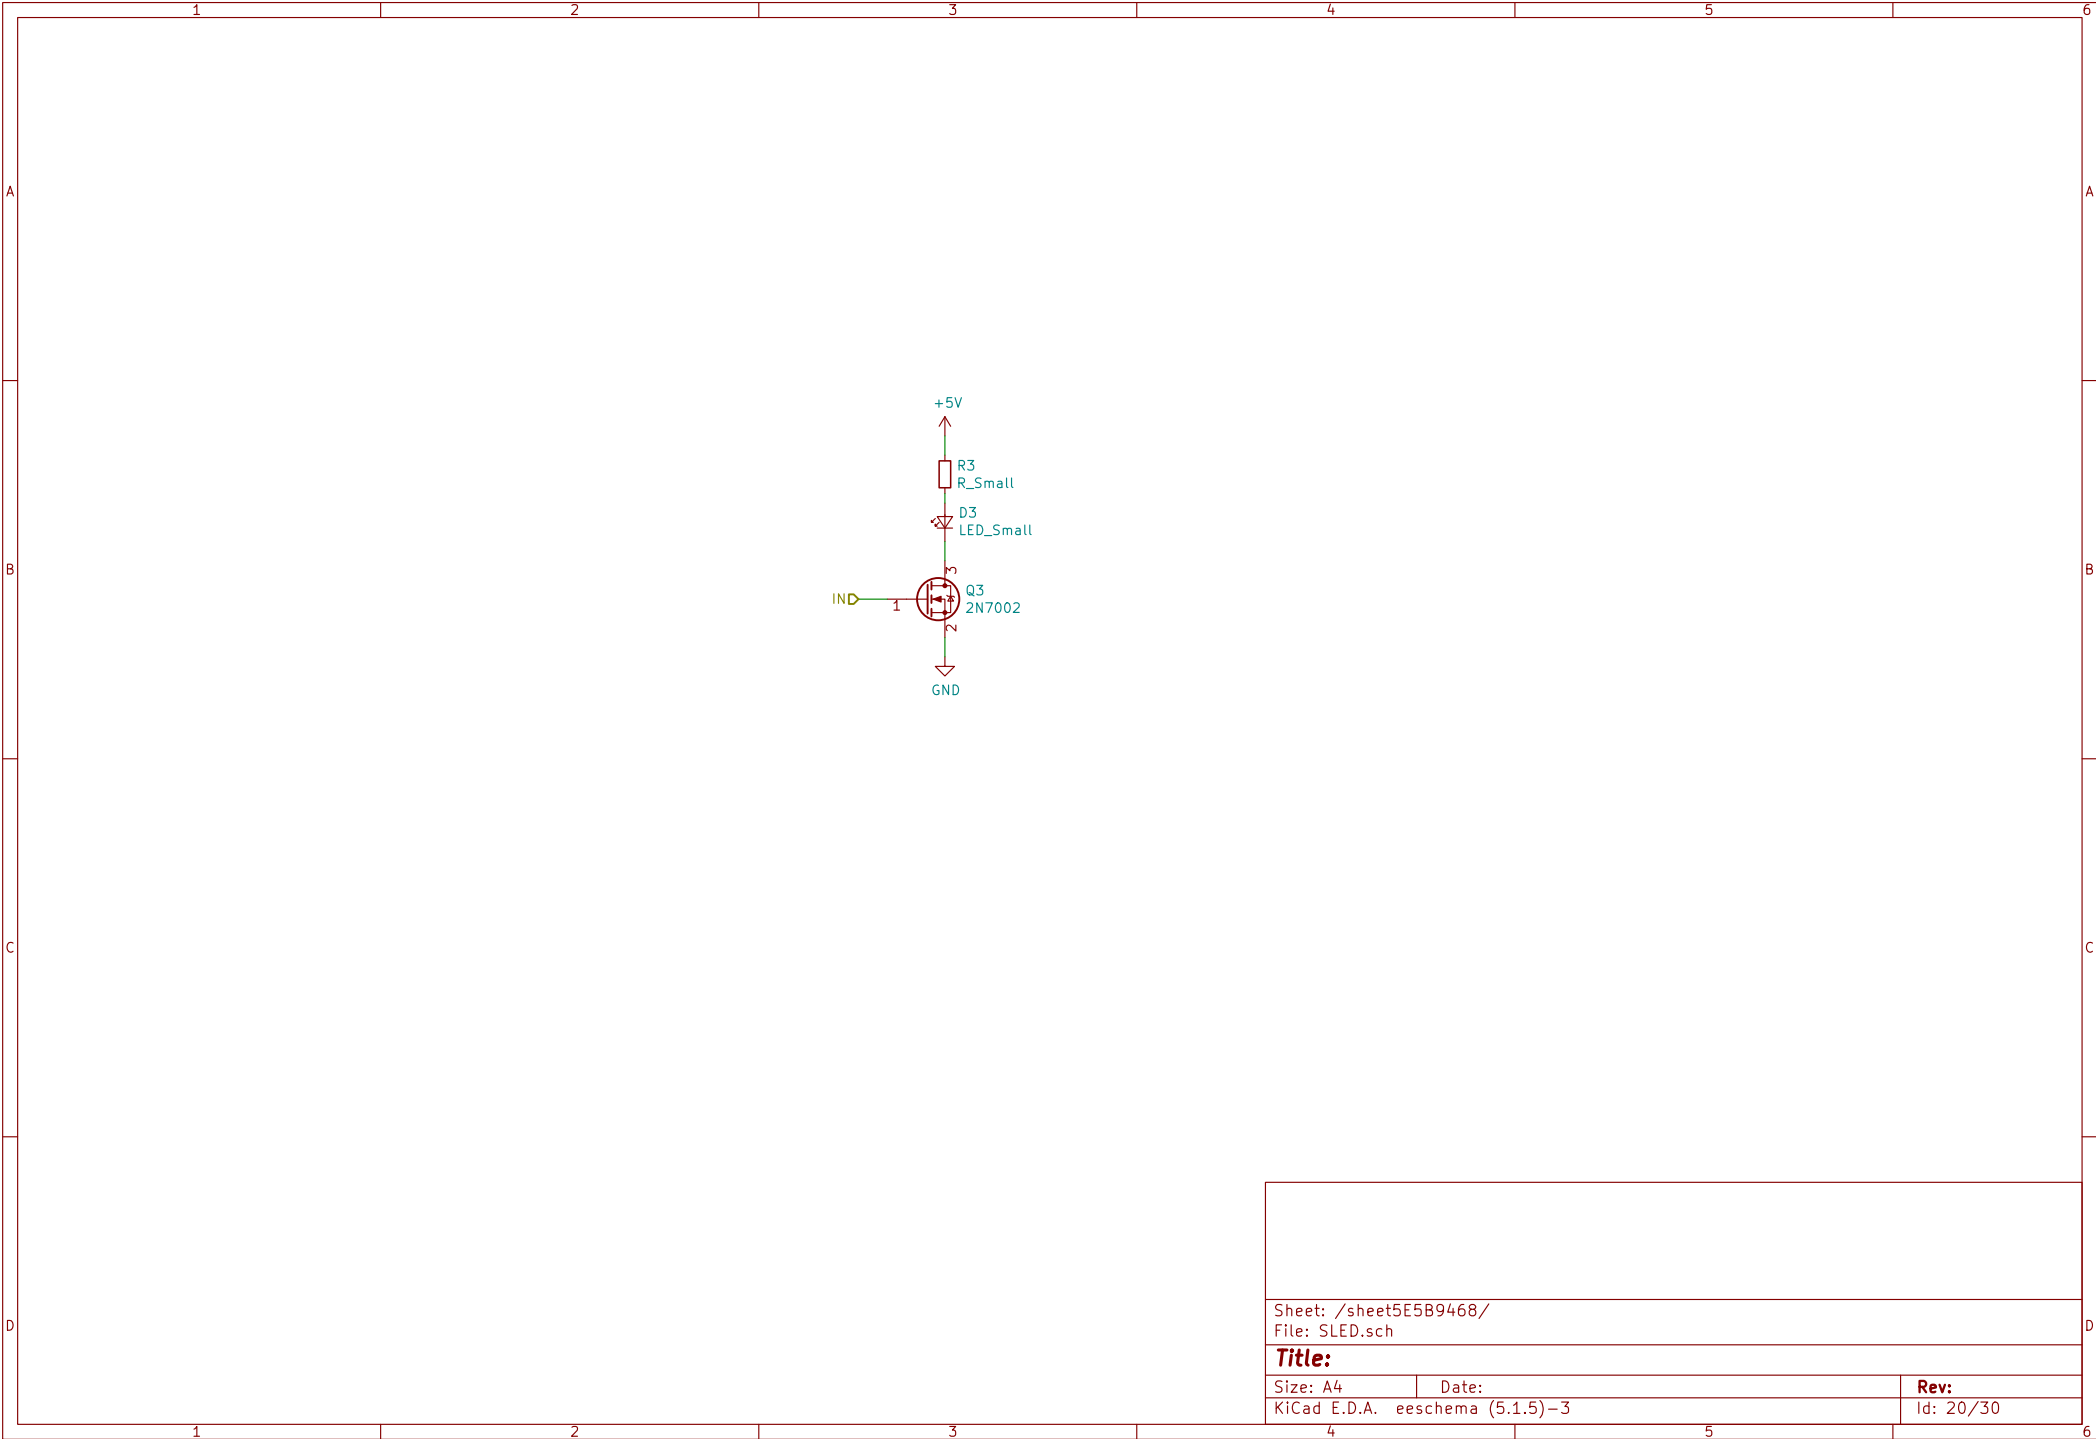 1 2 3 4 5 6
A A
+5V
R3
R_Small
D3
LED_Small
B B
3
Q3
2N7002
IN
1
2
GND
C C
Sheet: /sheet5E5B9468/
File: SLED.sch
D D
Title:
Size: A4 Date: Rev:
KiCad E.D.A. eeschema (5.1.5)-3 Id: 20/30
1 2 3 4 5 6